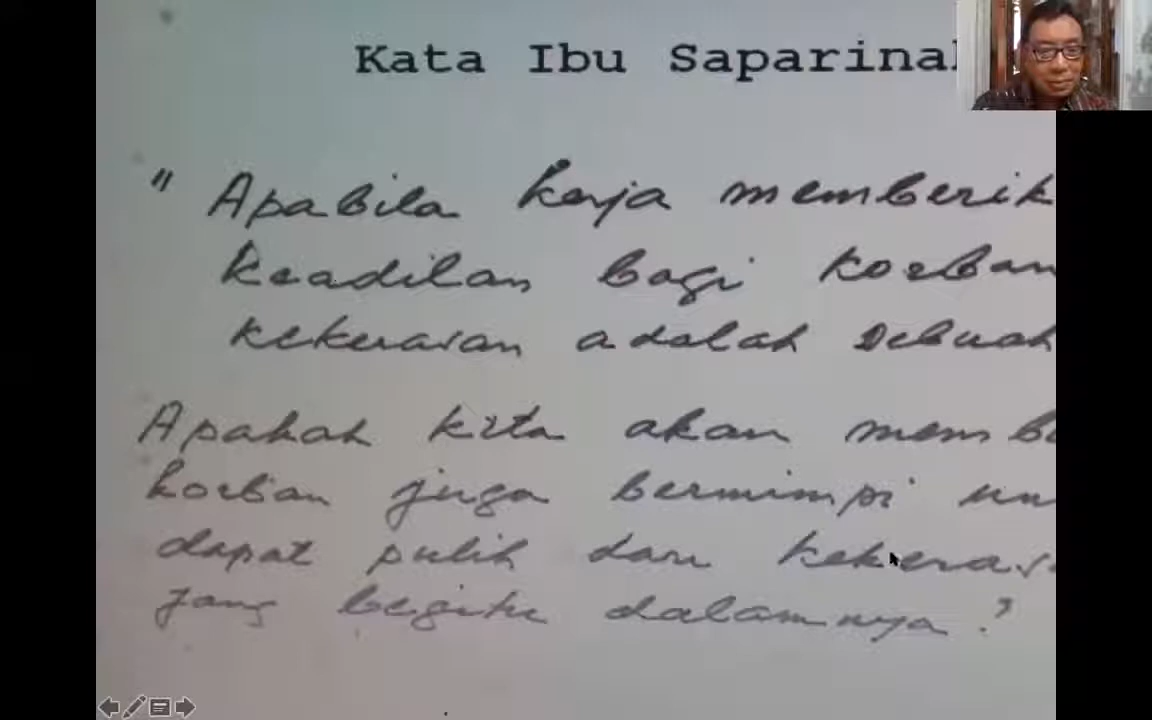 Kata Ibu Saparinah
" Apabila kerja memberik
keadilan bagi korban
kekerasan adalah sebuah
Apakah kita akan memb
korban juga bermimpi un
dapat pulih dari kekeras
yang begitu dalamnya?